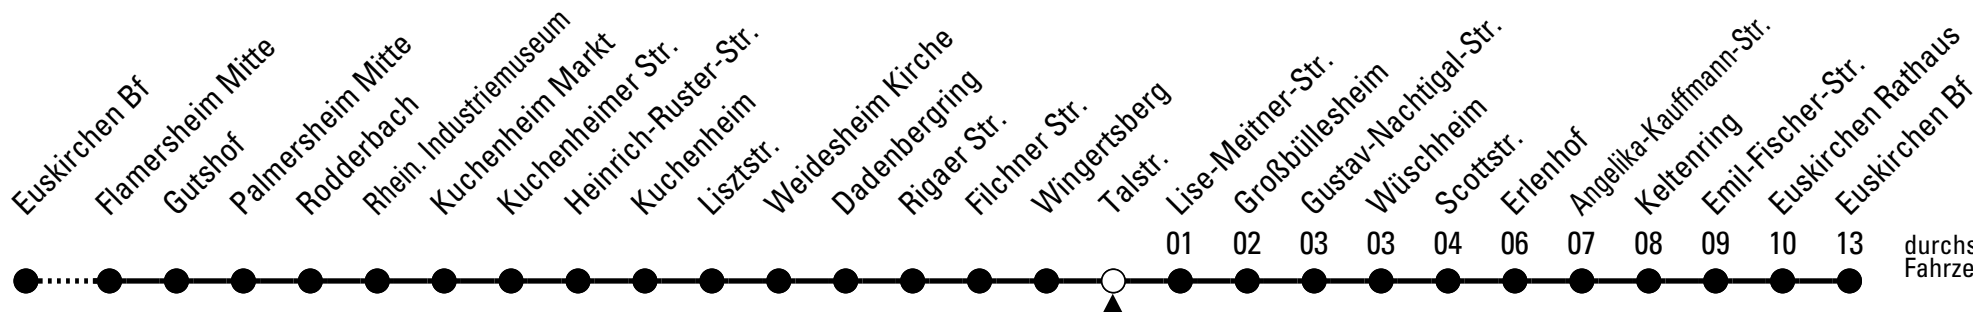 Euskirchen Bf
Flamersheim Mitte
Gutshof
Palmersheim Mitte
Rodderbach
Rhein. Industriemuseum
Kuchenheim Markt
Kuchenheimer Str.
Heinrich-Ruster-Str.
Kuchenheim
Lisztstr.
Weidesheim Kirche
Dadenbergring
Rigaer Str.
Filchner Str.
Wingertsberg
Talstr.
Lise-Meitner-Str.
Großbüllesheim
Gustav-Nachtigal-Str.
Wüschheim
Scottstr.
Erlenhof
Angelika-Kauffmann-Str.
Keltenring
Emil-Fischer-Str.
Euskirchen Rathaus
Euskirchen Bf
01 02 03 03 04 06 07 08 09 10 13
durchs
Fahrze